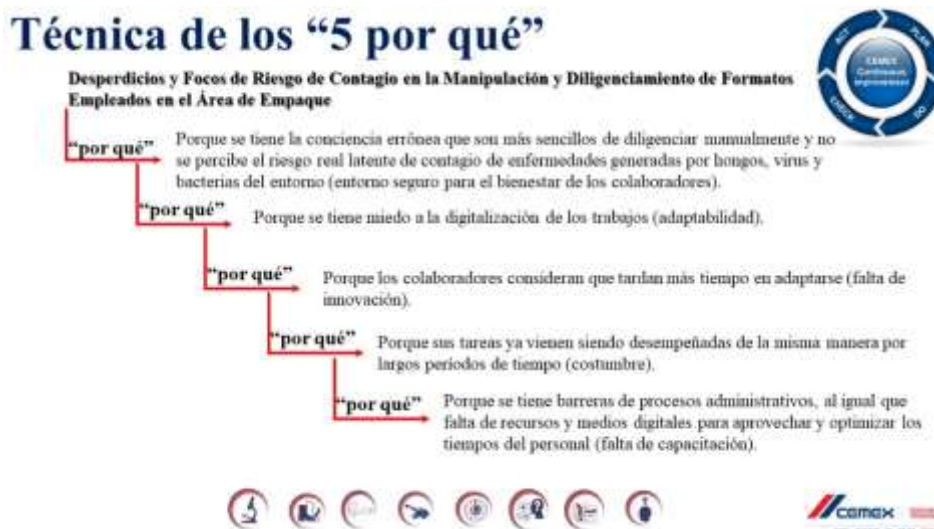 Técnica de los “5 por qué”
Desperdicios y Focos de Riesgo de Contagio en la Manipulación y Diligenciamiento de Formatos
Empleados en el Área de Empaque
“por qué”
Porque se tiene la conciencia errónea que son más sencillos de diligenciar manualmente y no
se percibe el riesgo real latente de contagio de enfermedades generadas por hongos, virus y
bacterias del entorno (entorno seguro para el bienestar de los colaboradores).
“por qué”
Porque se tiene miedo a la digitalización de los trabajos (adaptabilidad).
“por qué”
Porque los colaboradores consideran que tardan más tiempo en adaptarse (falta de
innovación).
“por qué”
Porque sus tareas ya vienen siendo desempeñadas de la misma manera por
largos periodos de tiempo (costumbre).
“por qué”
Porque se tiene barreras de procesos administrativos, al igual que
falta de recursos y medios digitales para aprovechar y optimizar los
tiempos del personal (falta de capacitación).
ACT
PLAN
CHECK
DO
CEMEX
Continuous
Improvement
CEMEX